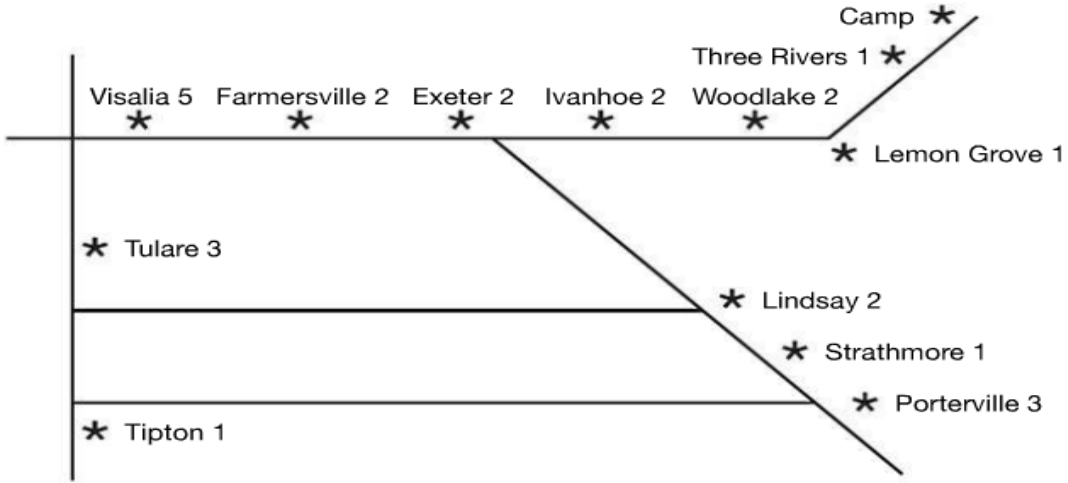 Camp
Three Rivers 1
Visalia 5 Farmersville 2 Exeter 2 Ivanhoe 2 Woodlake 2
Lemon Grove 1
Tulare 3
Lindsay 2
Strathmore 1
Porterville 3
Tipton 1